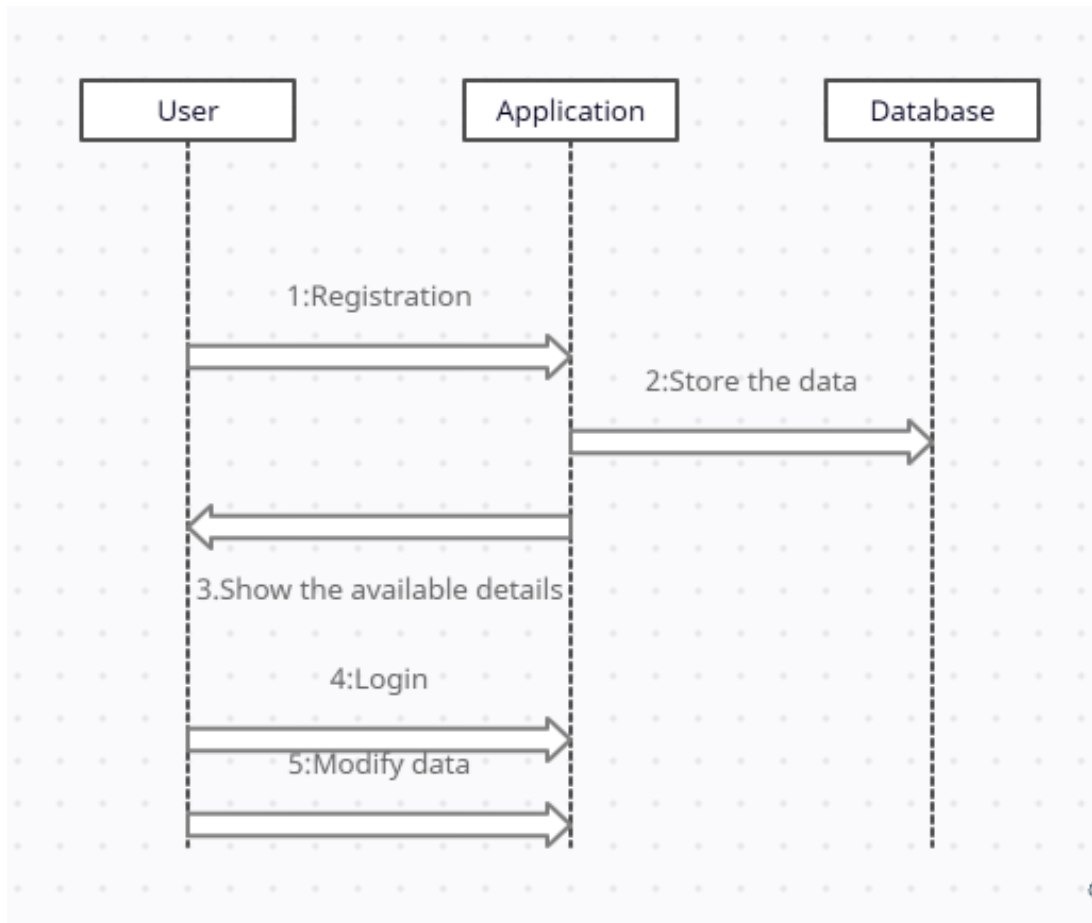 User
Application
Database
1:Registration
2:Store the data
3.Show the available details
4:Login
5:Modify data